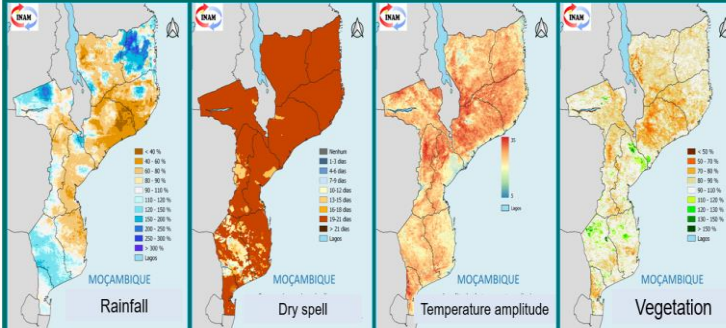 INAM
< 40 %
40 - 60 %
60 - 80 %
80 - 90 %
90 - 110 %
110 - 120 %
120 - 150 %
150 - 200 %
200 - 250 %
250 - 300 %
> 300 %
Lagos
MOÇAMBIQUE
Rainfall
INAM
Nenhum
1-3 dias
4-6 dias
7-9 dias
10-12 dias
13-15 dias
16-18 dias
19-21 dias
> 21 dias
Lagos
MOÇAMBIQUE
Dry spell
INAM
35
Lagos
MOÇAMBIQUE
Temperature amplitude
INAM
< 50 %
50 - 70 %
70 - 80 %
80 - 90 %
90 - 110 %
110 - 120 %
120 - 130 %
130 - 150 %
> 150 %
Lagos
MOÇAMBIQUE
Vegetation